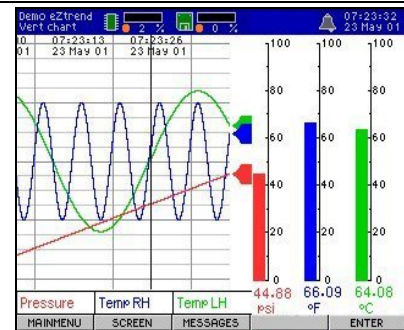 Demo eZtrend 2 % 0 % 07:23:32
Vert chart 23 May 01
00 07:23:13 07:23:26
01 23 May 01 23 May 01
100 100 100
80 80 80
60 60 60
40 40 40
20 20 20
0 0 0
44.88 66.09 64.08
Pressure Temp RH Temp LH psi °F °C
MAINMENU SCREEN MESSAGES ENTER